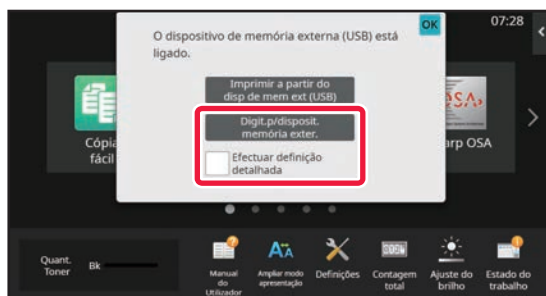 07:28
OK
O dispositivo de memória externa (USB) está
ligado.
Imprimir a partir do
disp de mem ext (USB)
Digit.p/disposit.
memória exter.
Efectuar definição
detalhada
Cópia
fácil
arp OSA
Quant.
Toner
Bk
Manual
do
Utilizador
Ampliar modo
apresentação
Definições
Contagem
total
Ajuste do
brilho
Estado do
trabalho